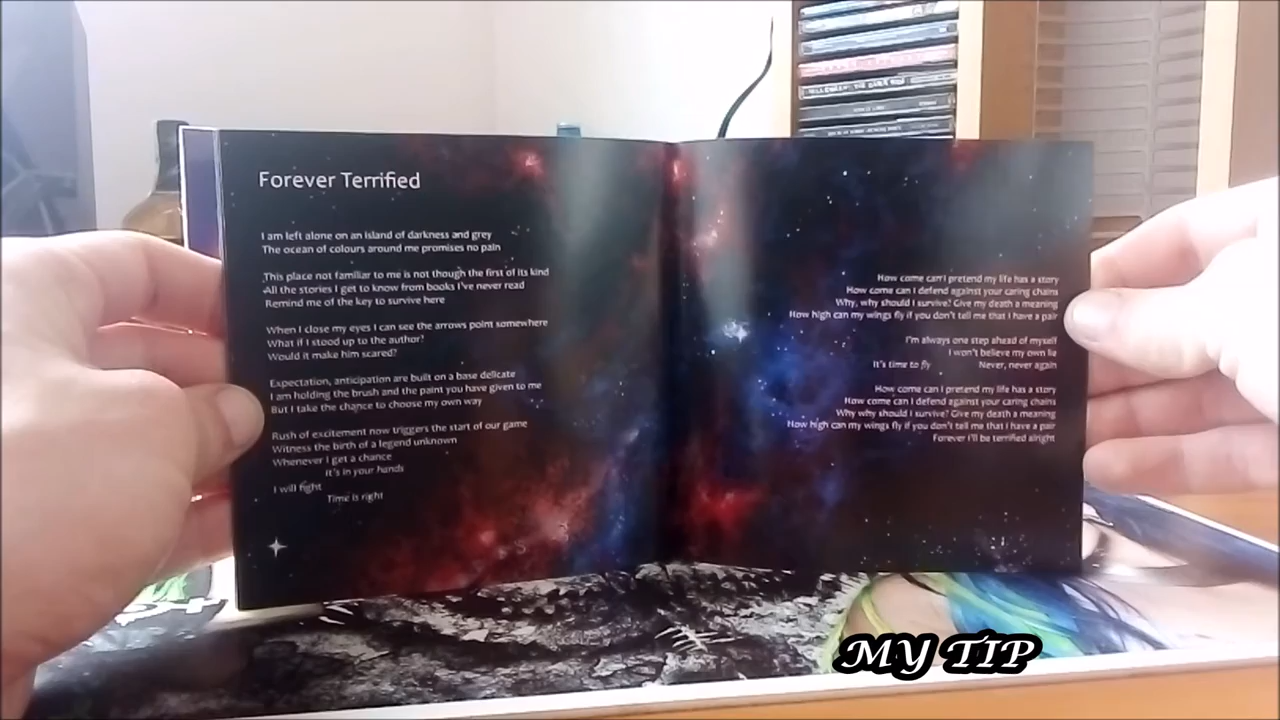 Forever Terrified
I am left alone on an island of darkness and grey
The ocean of colours around me promises no pain
This place not familiar to me is not though the first of its kind
All the stories I get to know from books I've never read
Remind me of the key to survive here
When I close my eyes I can see the arrows point somewhere
What if I stood up to the author?
Would it make him scared?
Expectation, anticipation are built on a base delicate
I am holding the brush and the paint you have given to me
But I take the chance to choose my own way
Rush of excitement now triggers the start of our game
Witness the birth of a legend unknown
Whenever I get a chance
It's in your hands
I will fight
Time is right
How come can I pretend my life has a story
How come can I defend against your caring chains
Why, why should I survive? Give my death a meaning
How high can my wings fly if you don't tell me that I have a pair
I'm always one step ahead of myself
I won't believe my own lie
It's time to fly Never, never again
How come can I pretend my life has a story
How come can I defend against your caring chains
Why why should I survive? Give my death a meaning
How high can my wings fly if you don't tell me that I have a pair
Forever I'll be terrified alright
MY TIP